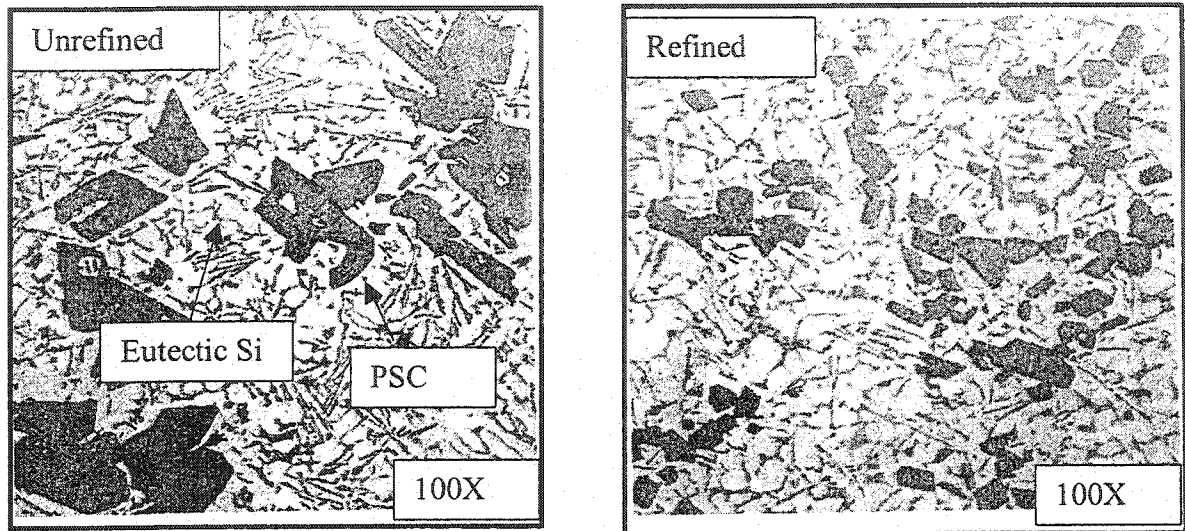 Unrefined
Eutectic Si
PSC
100X
Refined
100X